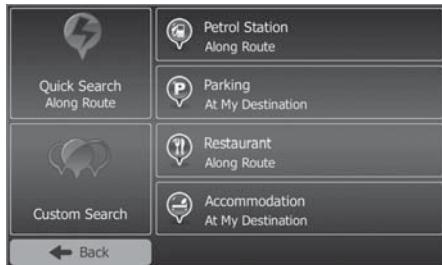 Quick Search
Along Route
Custom Search
Back
Petrol Station
Along Route
P
Parking
At My Destination
Restaurant
Along Route
Accommodation
At My Destination